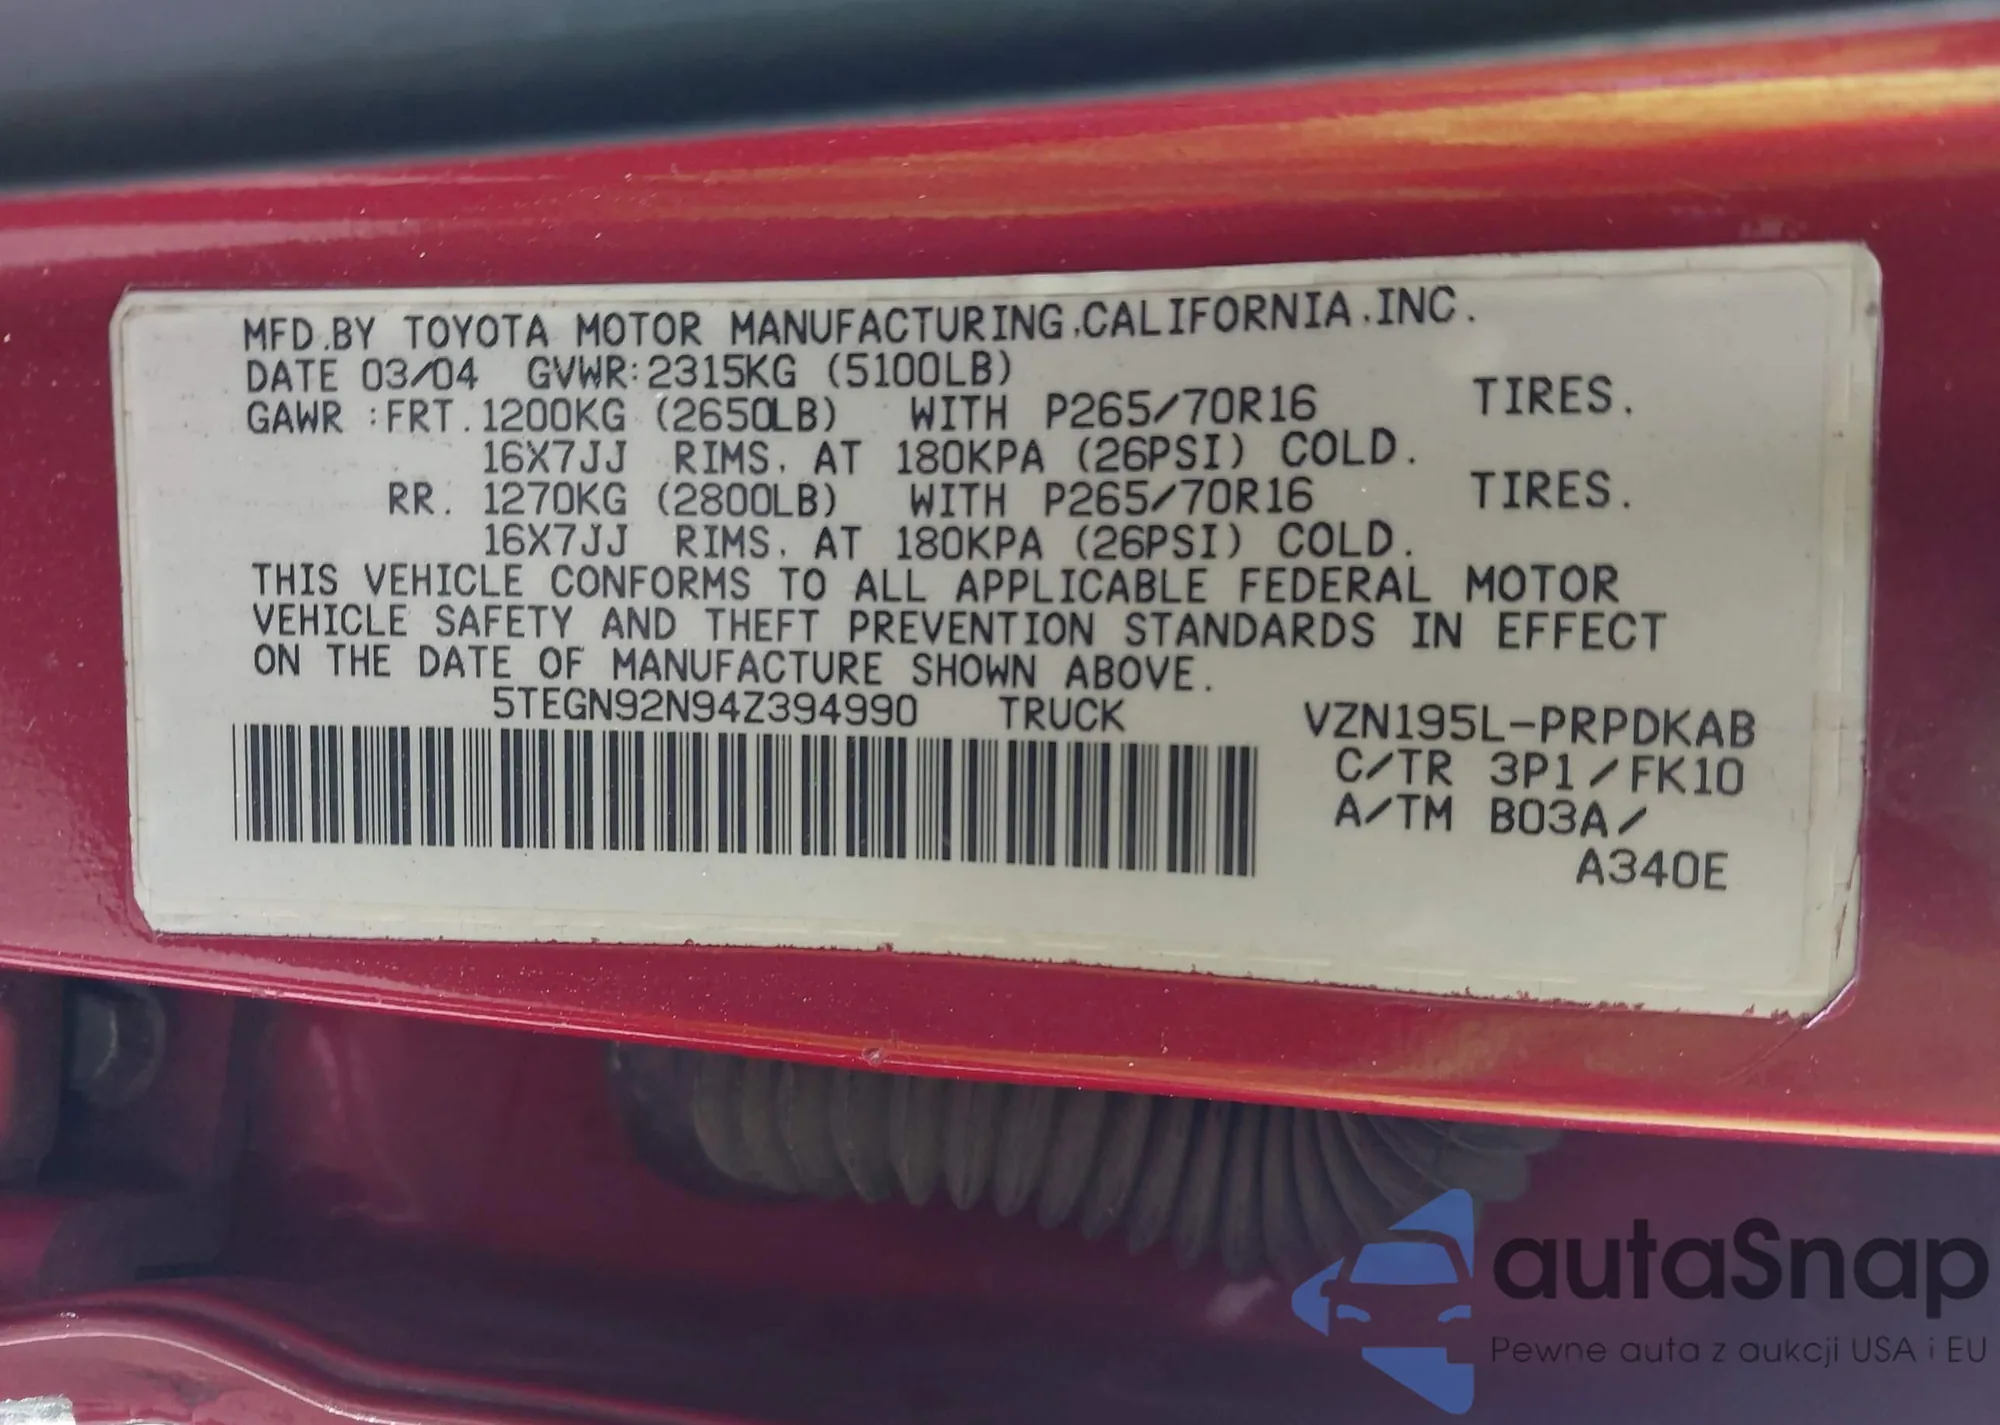 MFD.BY TOYOTA MOTOR MANUFACTURING,CALIFORNIA,INC.
DATE 03/04 GVWR:2315KG (5100LB)
GAWR :FRT. 1200KG (2650LB) WITH P265/70R16 TIRES.
16X7JJ RIMS, AT 180KPA (26PSI) COLD.
RR. 1270KG (2800LB) WITH P265/70R16 TIRES.
16X7JJ RIMS, AT 180KPA (26PSI) COLD.
THIS VEHICLE CONFORMS TO ALL APPLICABLE FEDERAL MOTOR
VEHICLE SAFETY AND THEFT PREVENTION STANDARDS IN EFFECT
ON THE DATE OF MANUFACTURE SHOWN ABOVE.
5TEGN92N94Z394990 TRUCK VZN195L-PRPDKAB
C/TR 3P1/FK10
A/TM B03A/
A340E
autaSnap
Pewne auta z aukcji USA i EU